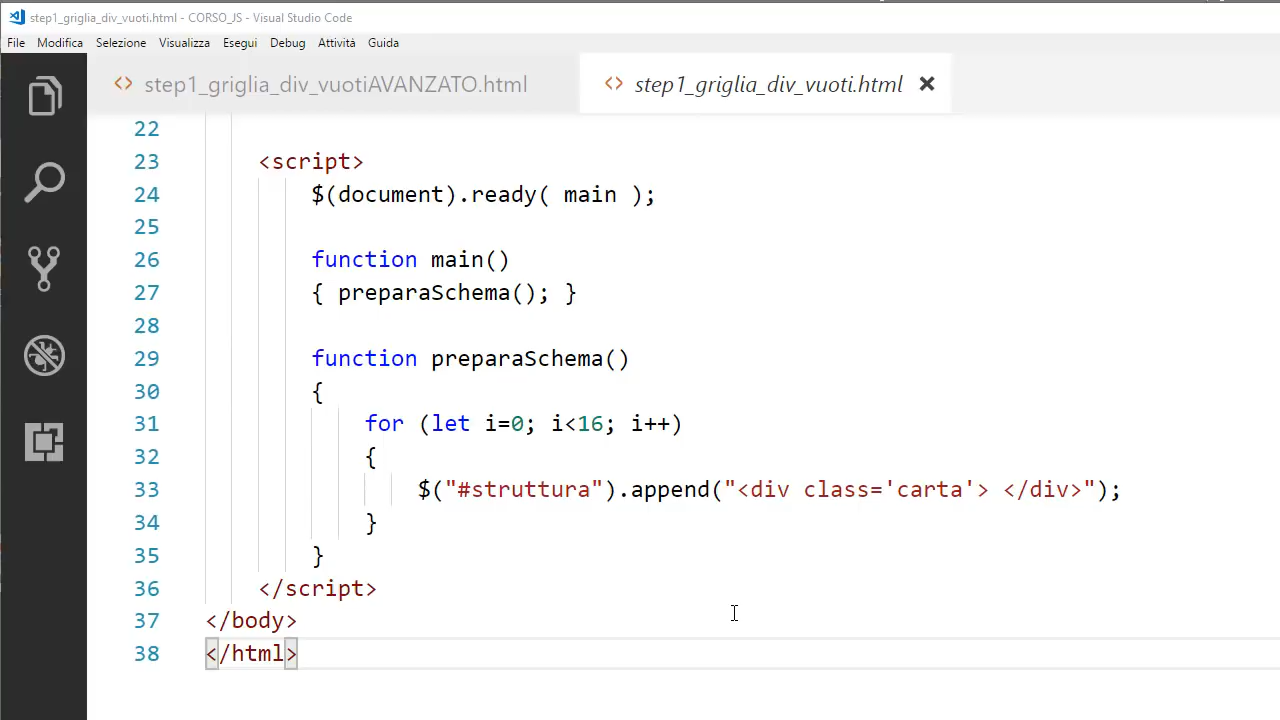 step1_griglia_div_vuoti.html - CORSO_JS - Visual Studio Code
File Modifica Selezione Visualizza Esegui Debug Attività Guida
step1_griglia_div_vuotiAVANZATO.html step1_griglia_div_vuoti.html
22
23 <script>
24 $(document).ready( main );
25
26 function main()
27 { preparaSchema(); }
28
29 function preparaSchema()
30 {
31 for (let i=0; i<16; i++)
32 {
33 $("#struttura").append("<div class='carta'> </div>");
34 }
35 }
36 </script>
37 </body>
38 </html>